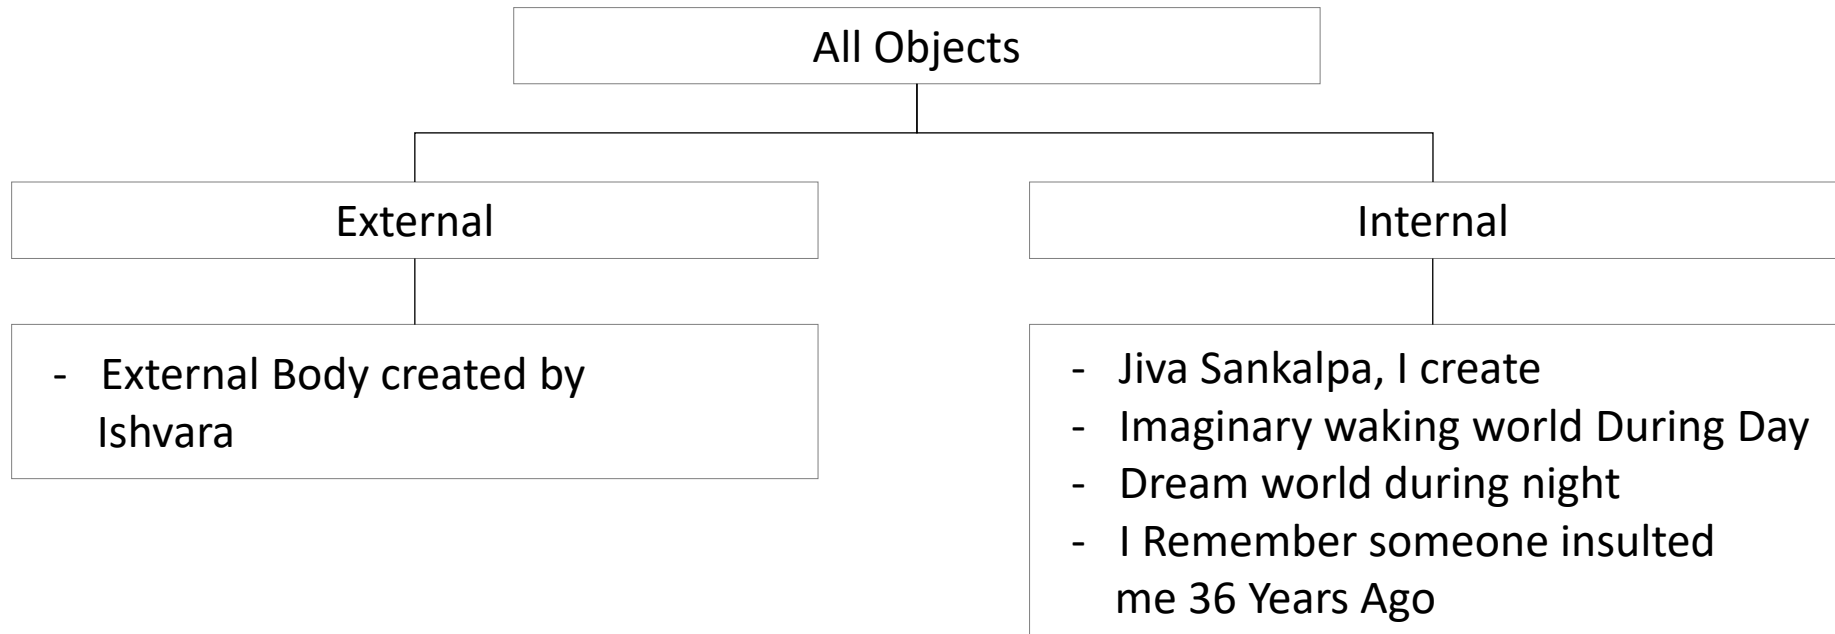 All Objects
External
Internal
- External Body created by
Ishvara
- Jiva Sankalpa, I create
- Imaginary waking world During Day
- Dream world during night
- I Remember someone insulted
me 36 Years Ago